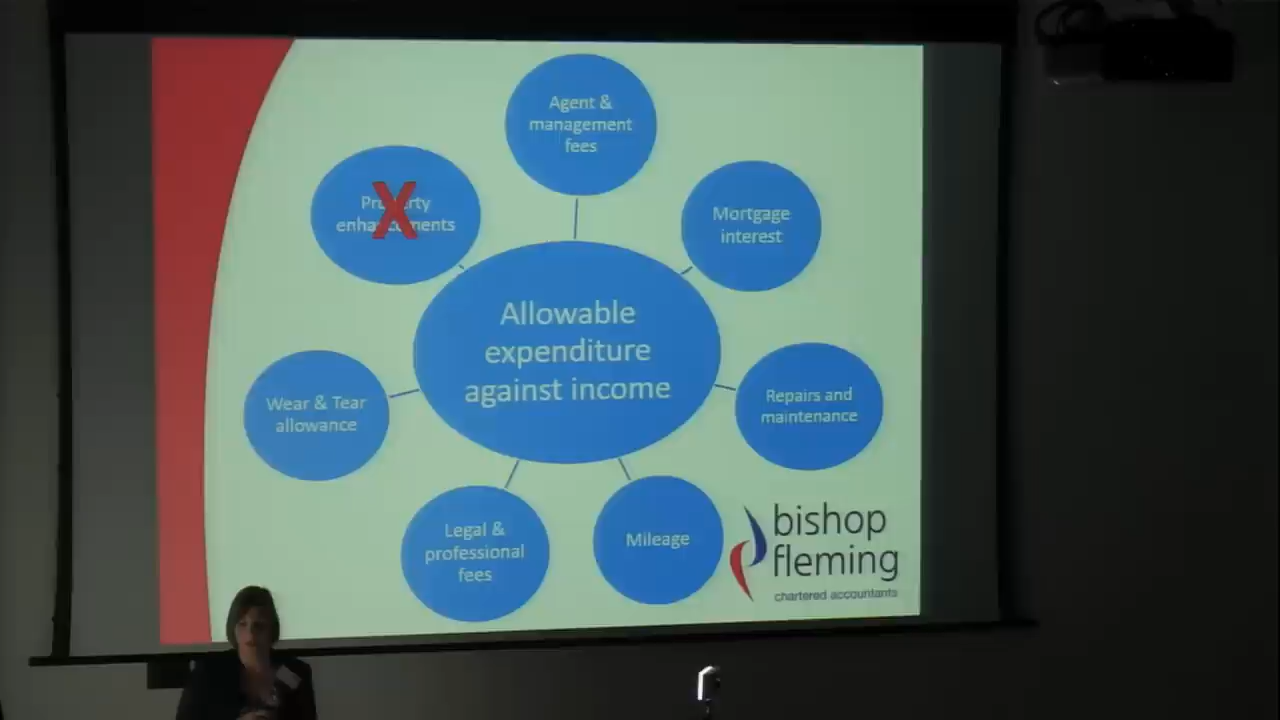 Agent &
management
fees
Property
enhancements
X
Mortgage
interest
Allowable
expenditure
against income
Wear & Tear
allowance
Repairs and
maintenance
Legal &
professional
fees
Mileage
bishop
fleming
chartered accountants